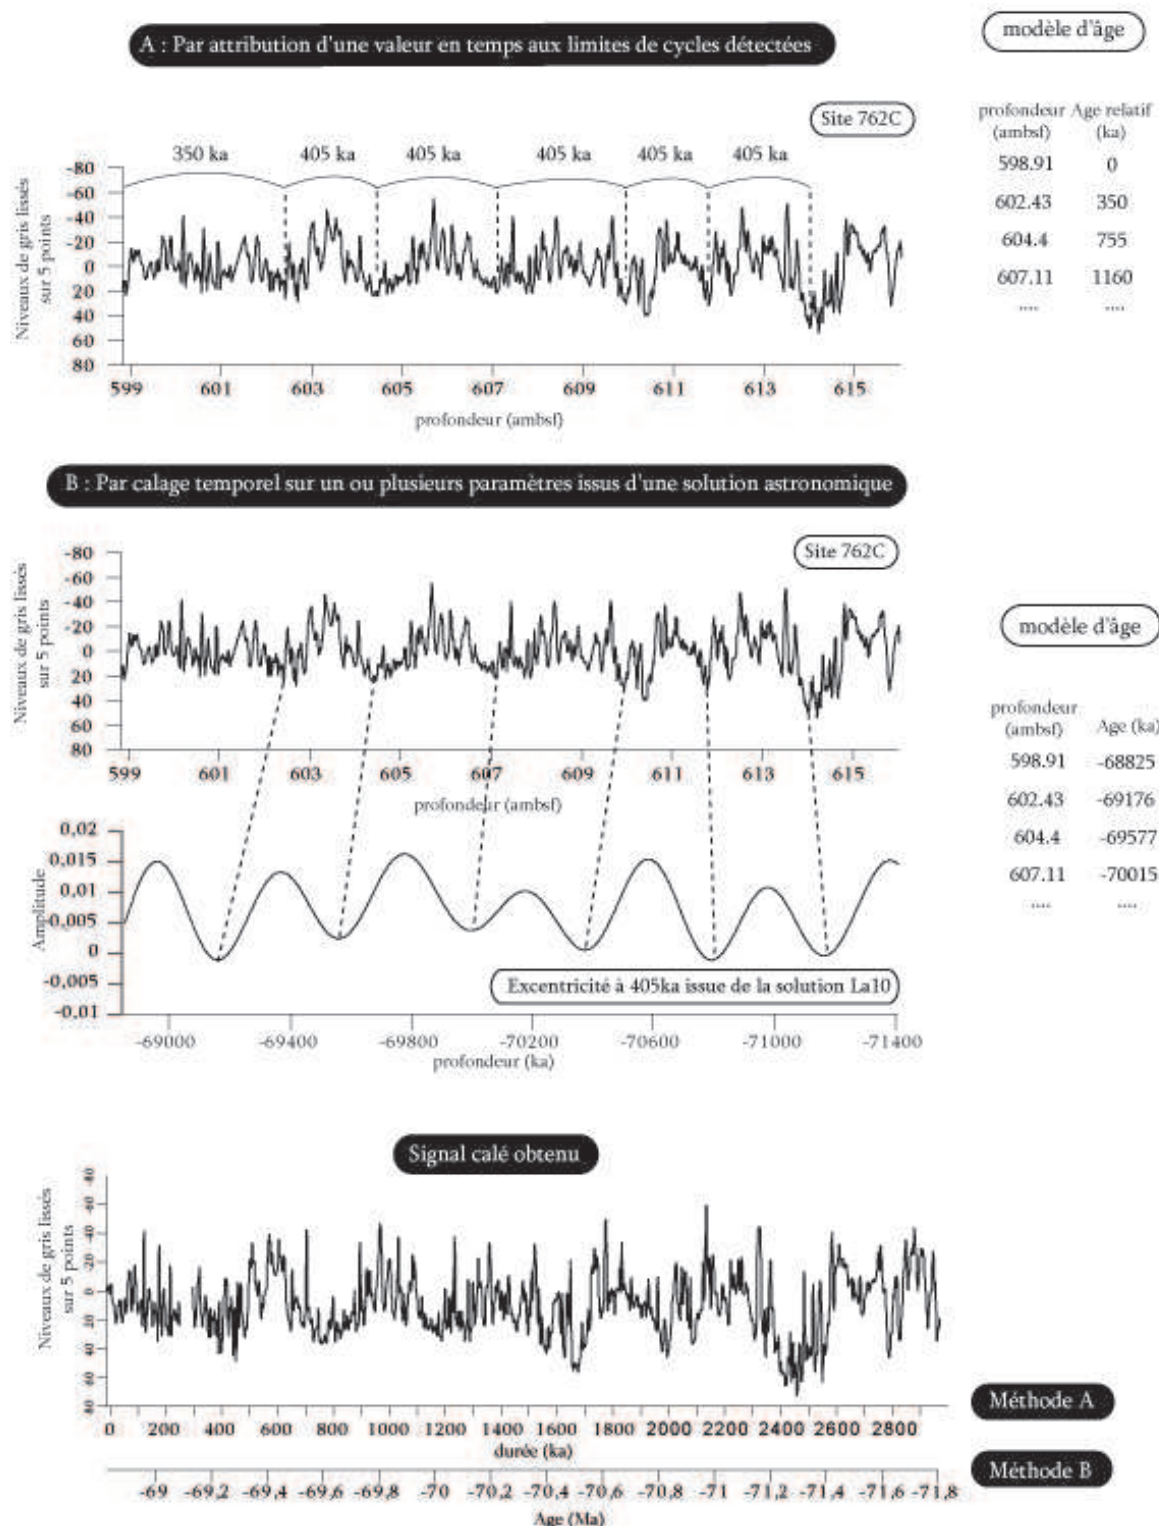 A : Par attribution d'une valeur en temps aux limites de cycles détectées
modèle d'âge
Site 762C
profondeur Age relatif
(ambsf) (ka)
598.91 0
602.43 350
604.4 755
607.11 1160
.... ....
350 ka 405 ka 405 ka 405 ka 405 ka 405 ka
Niveaux de gris lissés
sur 5 points
-80
-60
-40
-20
0
20
40
60
80
599 601 603 605 607 609 611 613 615
profondeur (ambsf)
B : Par calage temporel sur un ou plusieurs paramètres issus d'une solution astronomique
Site 762C
Niveaux de gris lissés
sur 5 points
-80
-60
-40
-20
0
20
40
60
80
599 601 603 605 607 609 611 613 615
profondeur (ambsf)
modèle d'âge
profondeur
(ambsf) Age (ka)
598.91 -68825
602.43 -69176
604.4 -69577
607.11 -70015
.... ....
Amplitude
0,02
0,015
0,01
0,005
0
-0,005
-0,01
Excentricité à 405ka issue de la solution La10
-69000 -69400 -69800 -70200 -70600 -71000 -71400
profondeur (ka)
Signal calé obtenu
Niveaux de gris lissés
sur 5 points
-80
-60
-40
-20
0
20
40
60
80
0 200 400 600 800 1000 1200 1400 1600 1800 2000 2200 2400 2600 2800
durée (ka)
Méthode A
-69 -69,2 -69,4 -69,6 -69,8 -70 -70,2 -70,4 -70,6 -70,8 -71 -71,2 -71,4 -71,6 -71,8
Age (Ma)
Méthode B